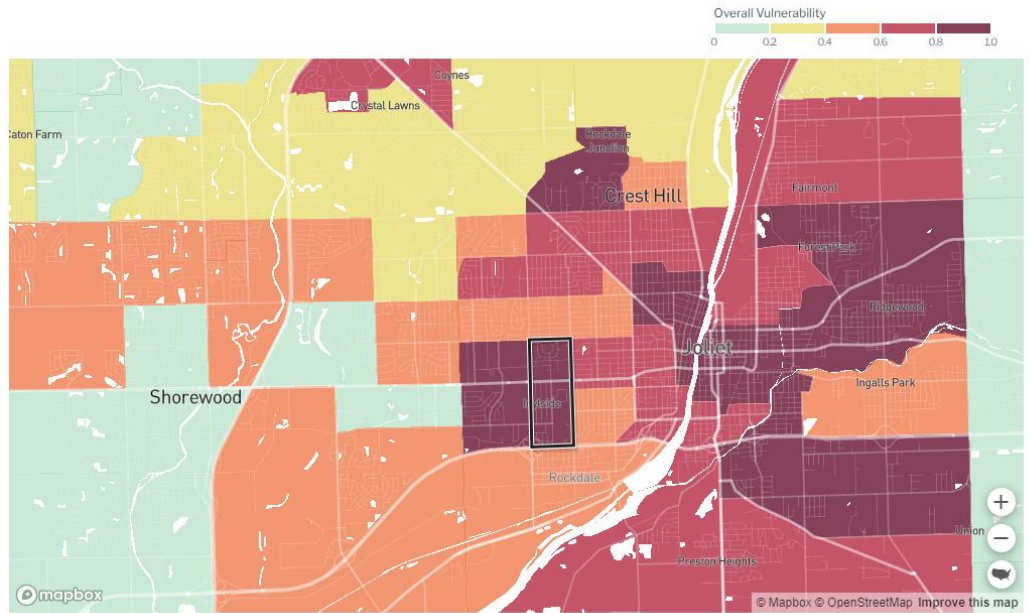 Overall Vulnerability
0 0.2 0.4 0.6 0.8 1.0
Coynes
Crystal Lawns
Caton Farm
Rockdale
Junction
Crest Hill
Fairmont
Forest Park
Ridgewood
Joliet
Ingalls Park
Shorewood
Rockdale
Union
Preston Heights
+
−
mapbox
© Mapbox © OpenStreetMap Improve this map